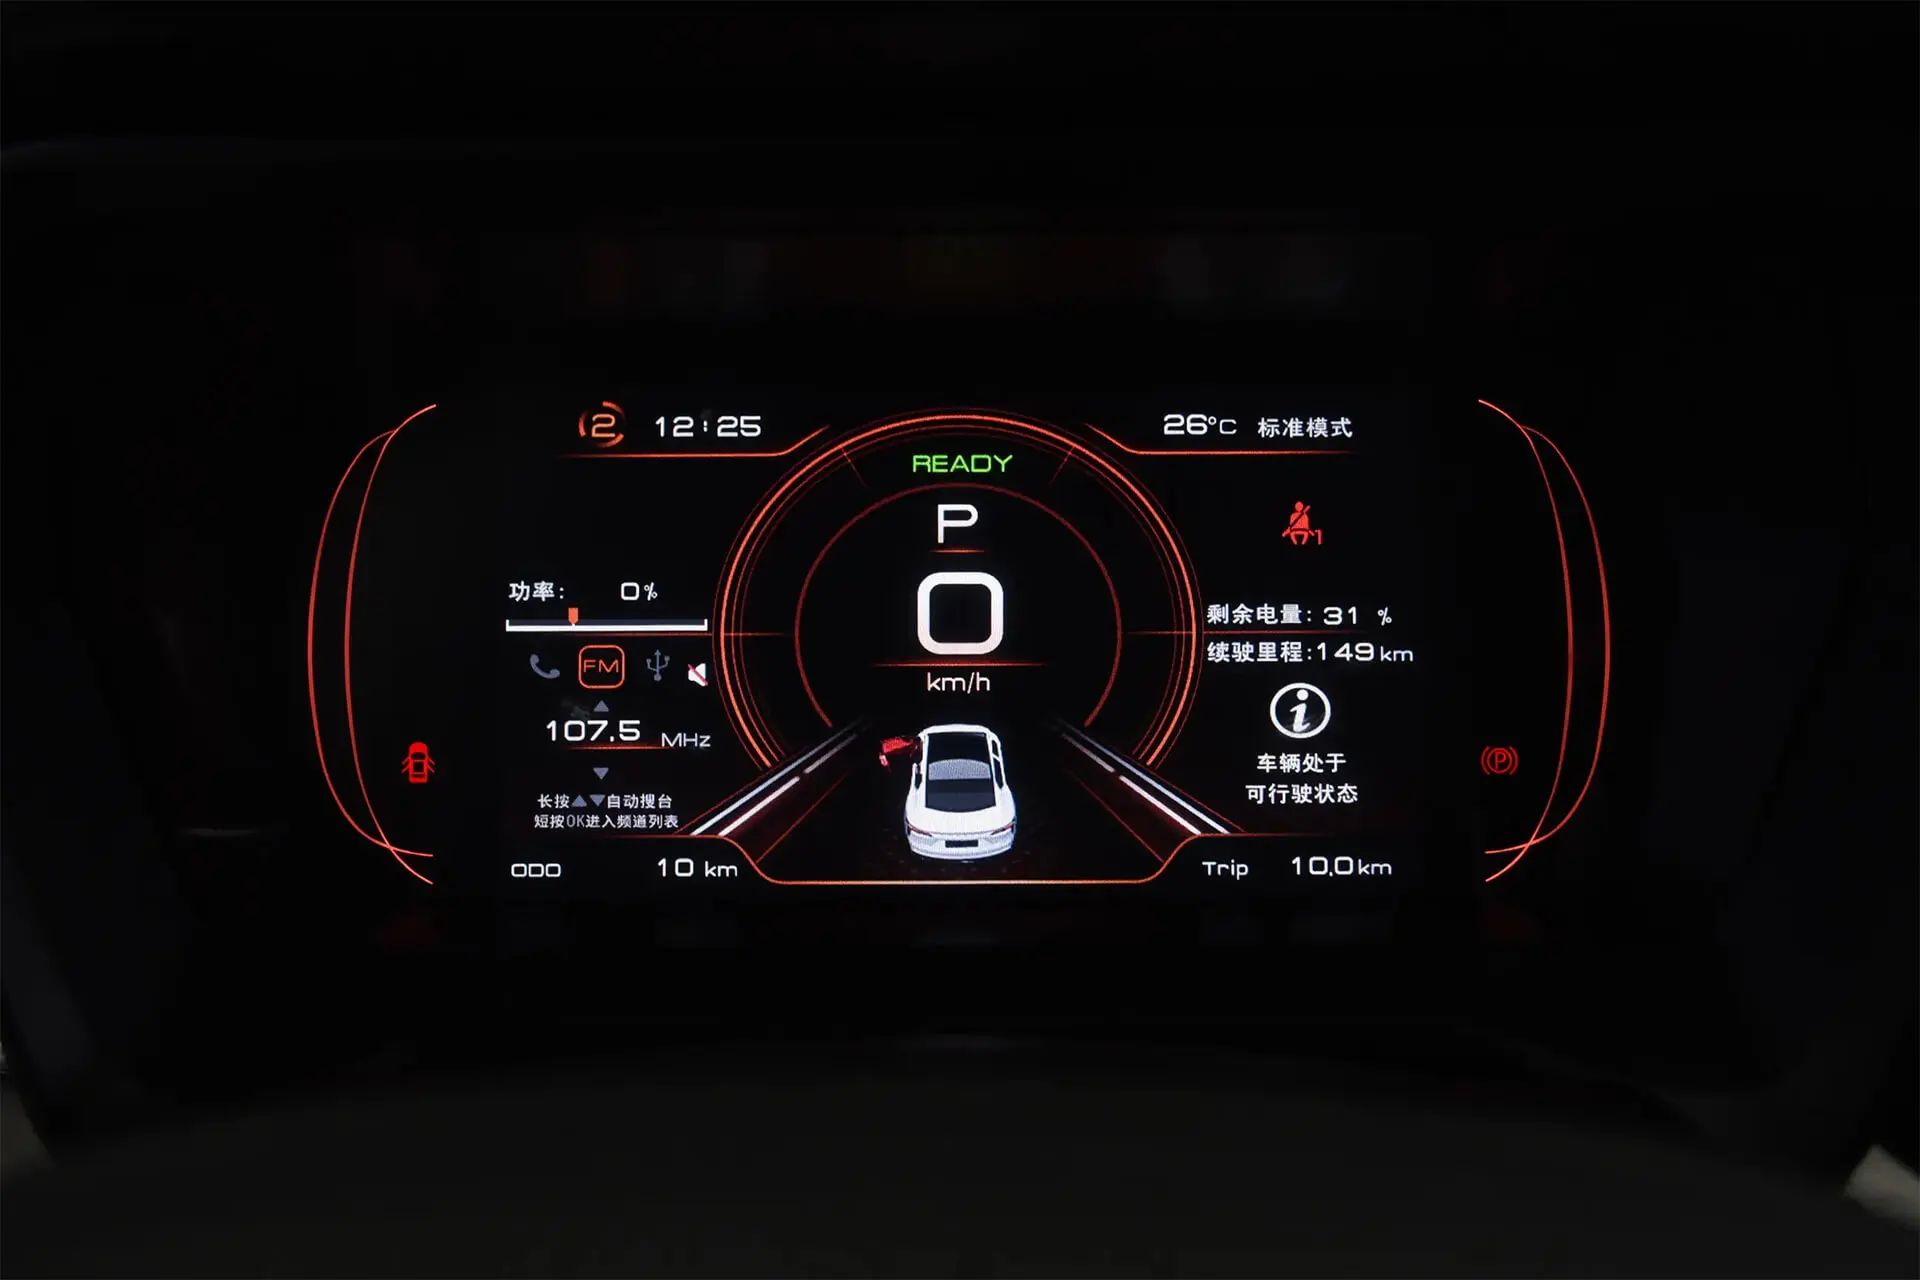 2 12:25
26°C 标准模式
READY
P
0
km/h
功率: 0%
FM
107.5 MHz
长按▲▼自动搜台
短按OK进入频道列表
ODO 10 km
1
剩余电量: 31 %
续驶里程:149km
i
车辆处于
可行驶状态
P
Trip 10.0km